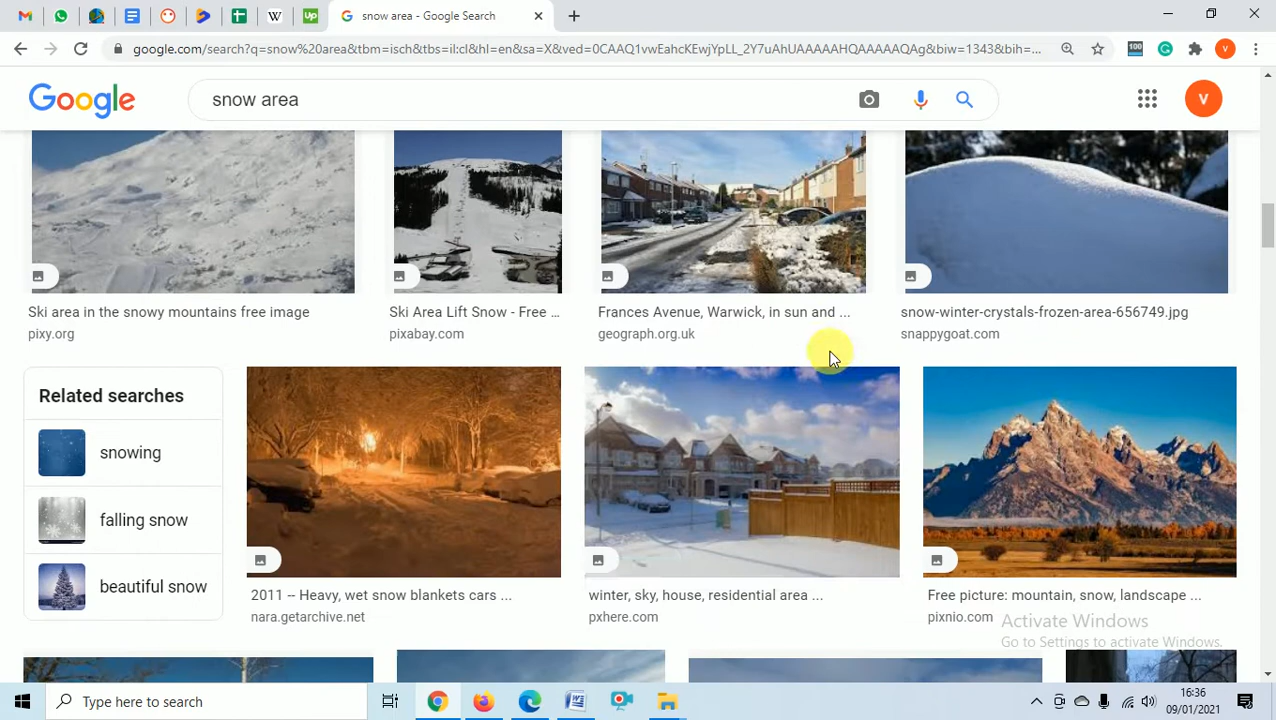 snow area - Google Search
google.com/search?q=snow%20area&tbm=isch&tbs=il:cl&hl=en&sa=X&ved=0CAAQ1vwEahcKEwjYpLL_2Y7uAhUAAAAAHQAAAAAQAg&biw=1343&bih=...
100
V
Google
snow area
V
Ski area in the snowy mountains free image
pixy.org
Ski Area Lift Snow - Free ...
pixabay.com
Frances Avenue, Warwick, in sun and ...
geograph.org.uk
snow-winter-crystals-frozen-area-656749.jpg
snappygoat.com
Related searches
snowing
falling snow
beautiful snow
2011 -- Heavy, wet snow blankets cars ...
nara.getarchive.net
winter, sky, house, residential area ...
pxhere.com
Free picture: mountain, snow, landscape ...
pixnio.com
Activate Windows
Go to Settings to activate Windows.
Type here to search
16:36
09/01/2021